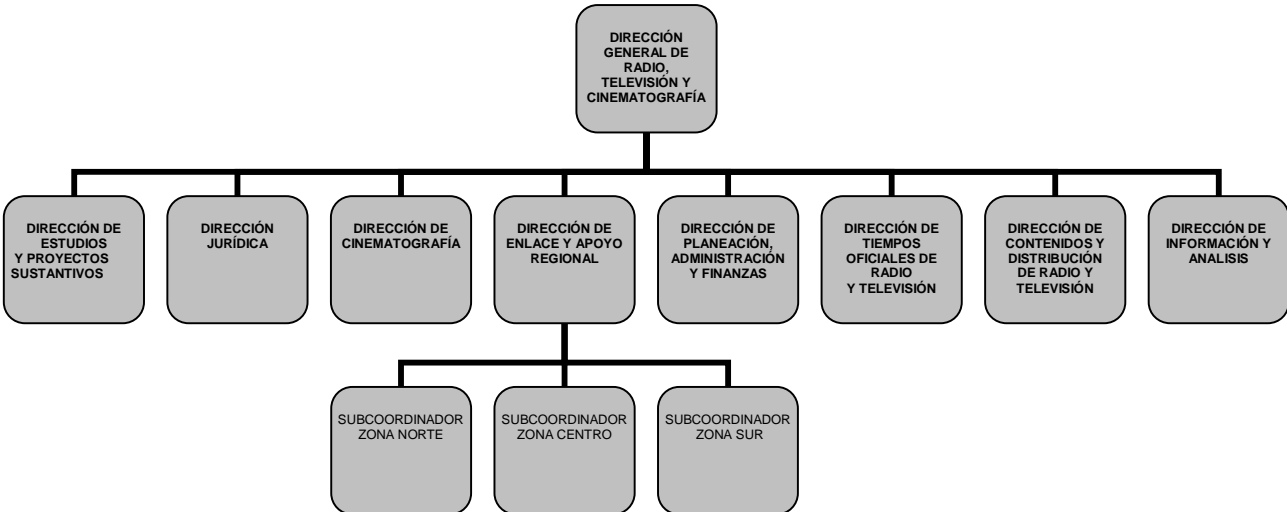 DIRECCIÓN
GENERAL DE
RADIO,
TELEVISIÓN Y
CINEMATOGRAFÍA
DIRECCIÓN DE
ESTUDIOS
Y PROYECTOS
SUSTANTIVOS
DIRECCIÓN
JURÍDICA
DIRECCIÓN DE
CINEMATOGRAFÍA
DIRECCIÓN DE
ENLACE Y APOYO
REGIONAL
DIRECCIÓN DE
PLANEACIÓN,
ADMINISTRACIÓN
Y FINANZAS
DIRECCIÓN DE
TIEMPOS
OFICIALES DE
RADIO
Y TELEVISIÓN
DIRECCIÓN DE
CONTENIDOS Y
DISTRIBUCIÓN
DE RADIO Y
TELEVISIÓN
DIRECCIÓN DE
INFORMACIÓN Y
ANALISIS
SUBCOORDINADOR
ZONA NORTE
SUBCOORDINADOR
ZONA CENTRO
SUBCOORDINADOR
ZONA SUR